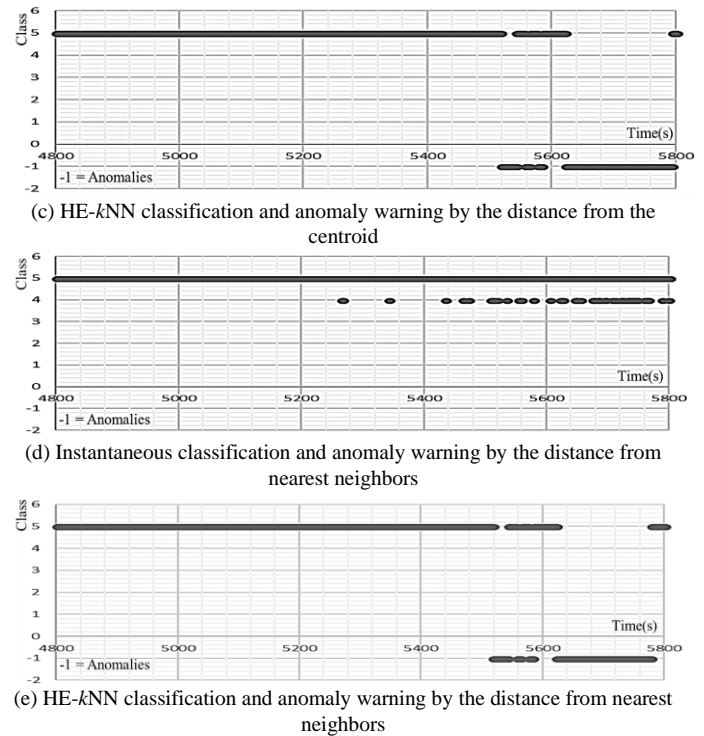 Class
6
5
4
3
2
1
0
Time(s)
4800 5000 5200 5400 5600 5800
-1
-1 = Anomalies
-2
(c) HE-kNN classification and anomaly warning by the distance from the
centroid
Class
6
5
4
3
2
1
0
Time(s)
4800 5000 5200 5400 5600 5800
-1
-1 = Anomalies
-2
(d) Instantaneous classification and anomaly warning by the distance from
nearest neighbors
Class
6
5
4
3
2
1
0
Time(s)
4800 5000 5200 5400 5600 5800
-1
-1 = Anomalies
-2
(e) HE-kNN classification and anomaly warning by the distance from nearest
neighbors